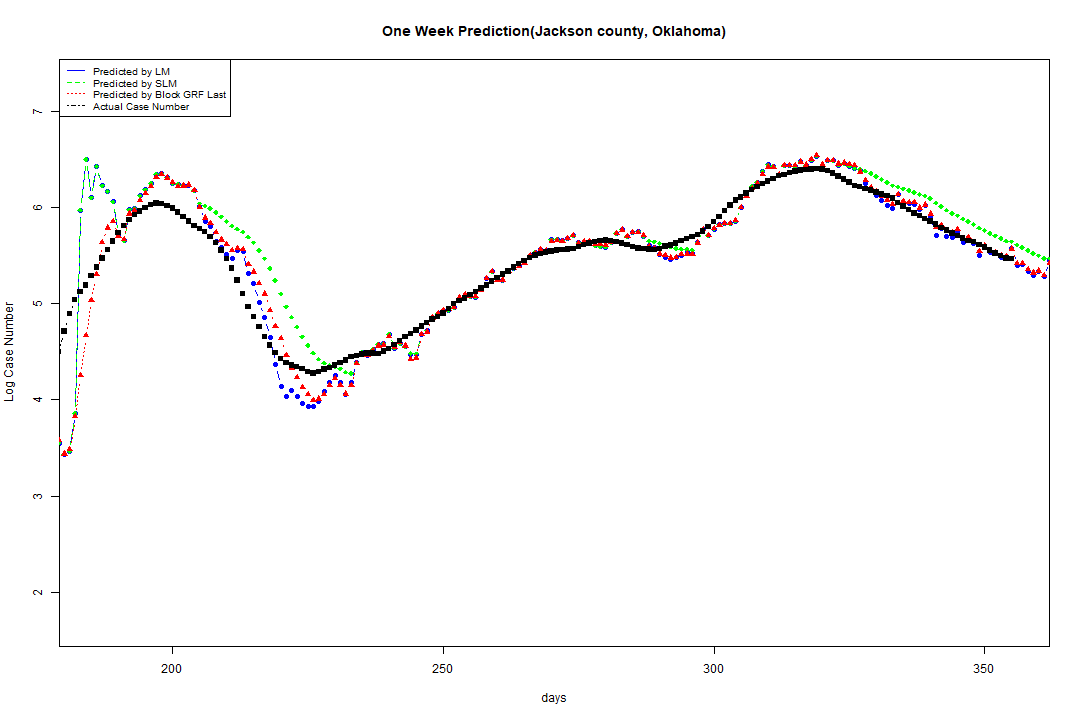 One Week Prediction(Jackson county, Oklahoma)
Predicted by LM
Predicted by SLM
Predicted by Block GRF Last
Actual Case Number
7
6
5
4
3
2
Log Case Number
200 250 300 350
days